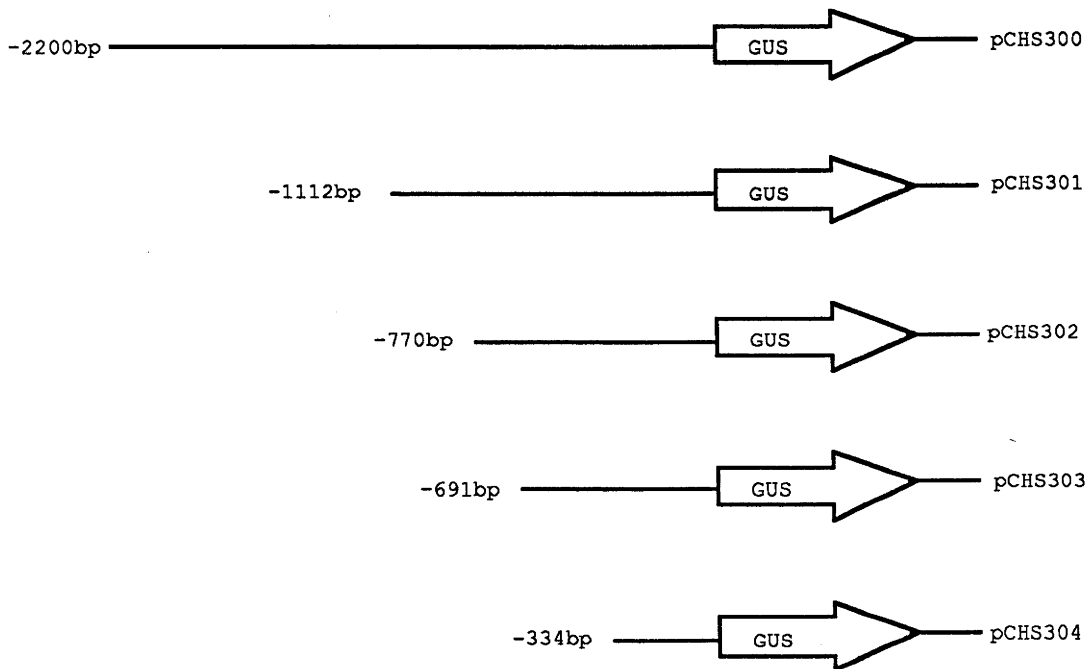 -2200bp GUS pCHS300
-1112bp GUS pCHS301
-770bp GUS pCHS302
-691bp GUS pCHS303
-334bp GUS pCHS304